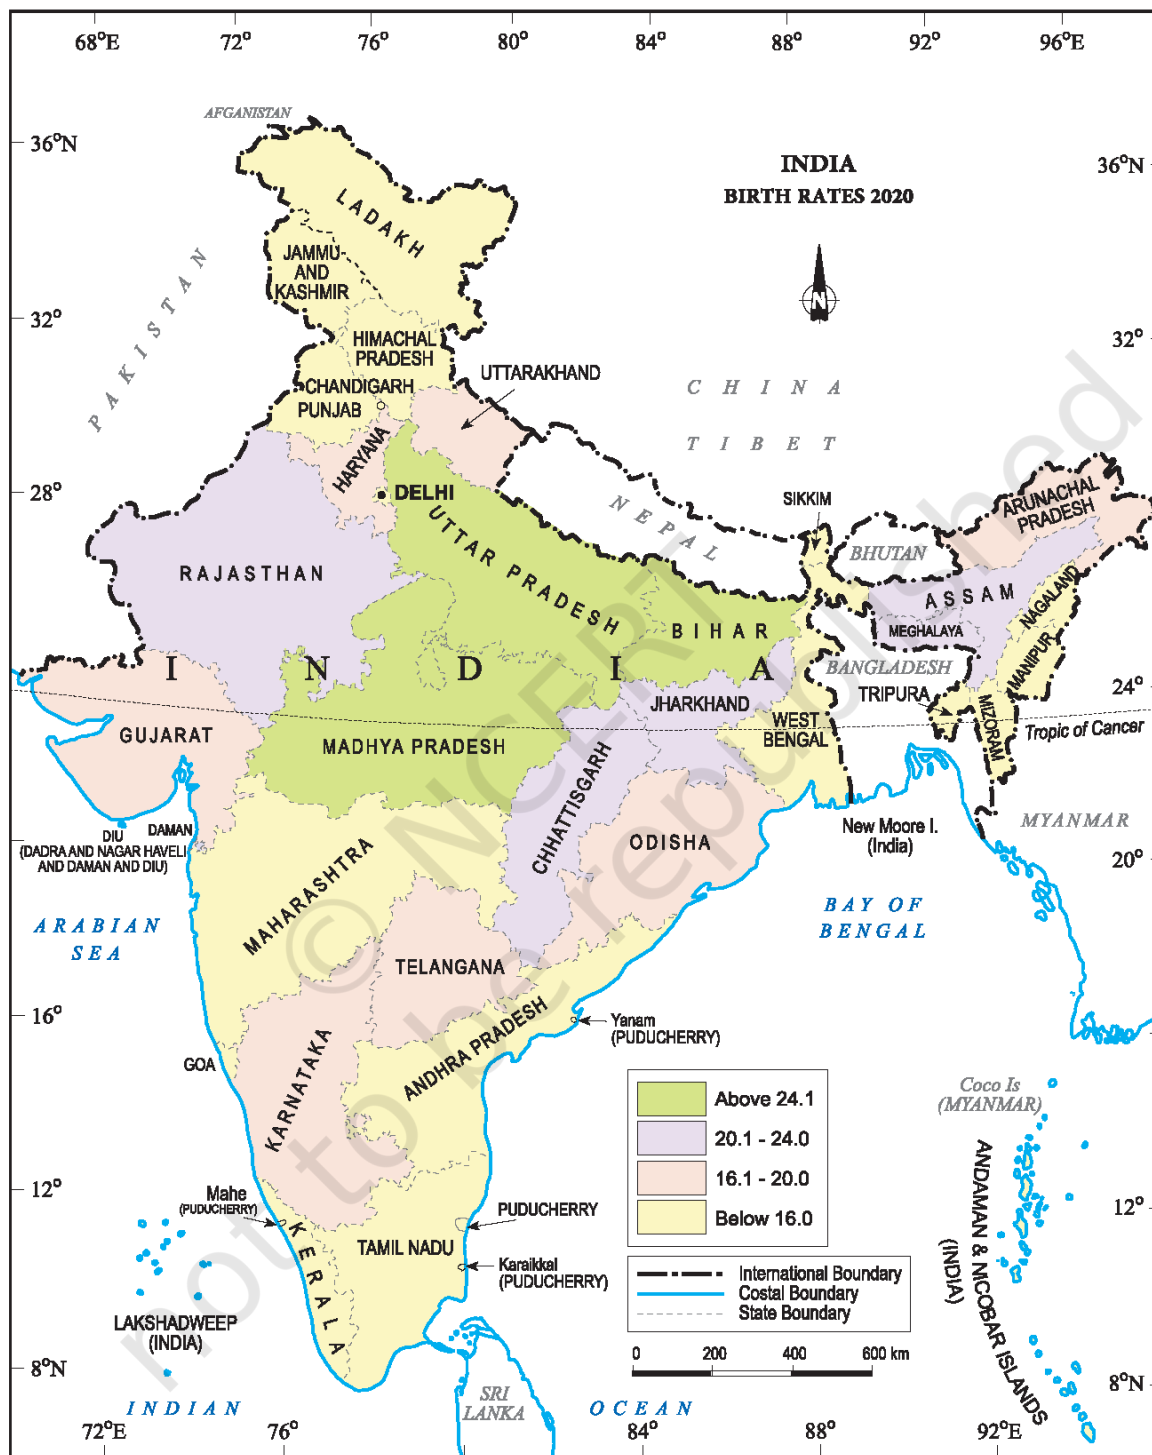 68°E 72° 76° 80° 84° 88° 92° 96°E
AFGANISTAN
36°N
36°N
INDIA
BIRTH RATES 2020
LADAKH
JAMMU
AND
KASHMIR
PAKISTAN
N
32°
32°
HIMACHAL
PRADESH
UTTARAKHAND
CHANDIGARH
PUNJAB
CHINA
TIBET
HARYANA
28°
DELHI
SIKKIM
NEPAL
ARUNACHAL
PRADESH
BHUTAN
UTTAR PRADESH
RAJASTHAN
ASSAM
NAGALAND
BIHAR
MEGHALAYA
MANIPUR
INDIA
BANGLADESH
TRIPURA
24°
JHARKHAND
MIZORAM
GUJARAT
MADHYA PRADESH
WEST
BENGAL
Tropic of Cancer
CHHATTISGARH
DIU
DAMAN
(DADRA AND NAGAR HAVELI
AND DAMAN AND DIU)
New Moore I.
(India)
MYANMAR
ODISHA
20°
MAHARASHTRA
ARABIAN
SEA
BAY OF
BENGAL
TELANGANA
16°
ANDHRA PRADESH
Yanam
(PUDUCHERRY)
GOA
KARNATAKA
Above 24.1
20.1 - 24.0
16.1 - 20.0
Below 16.0
Coco Is
(MYANMAR)
12°
12°
Mahe
(PUDUCHERRY)
PUDUCHERRY
KERALA
TAMIL NADU
Karaikkal
(PUDUCHERRY)
ANDAMAN & NICOBAR ISLANDS
(INDIA)
International Boundary
Costal Boundary
State Boundary
LAKSHADWEEP
(INDIA)
0 200 400 600 km
8°N
8°N
SRI
LANKA
INDIAN OCEAN
72°E 76° 88° 92°E
© NCERT
not to be republished